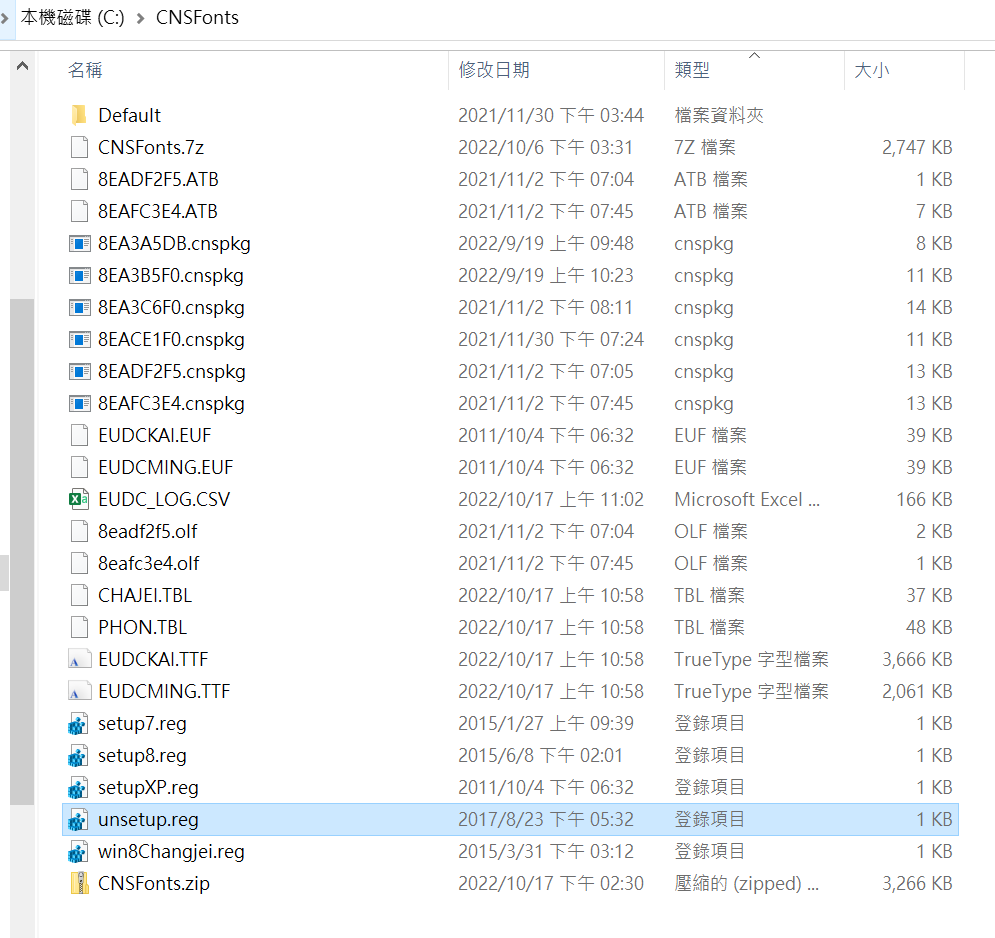 本機磁碟 (C:) > CNSFonts
名稱 修改日期 類型 大小
Default 2021/11/30 下午 03:44 檔案資料夾
CNSFonts.7z 2022/10/6 下午 03:31 7Z 檔案 2,747 KB
8EADF2F5.ATB 2021/11/2 下午 07:04 ATB 檔案 1 KB
8EAFC3E4.ATB 2021/11/2 下午 07:45 ATB 檔案 7 KB
8EA3A5DB.cnspkg 2022/9/19 上午 09:48 cnspkg 8 KB
8EA3B5F0.cnspkg 2022/9/19 上午 10:23 cnspkg 11 KB
8EA3C6F0.cnspkg 2021/11/2 下午 08:11 cnspkg 14 KB
8EACE1F0.cnspkg 2021/11/30 下午 07:24 cnspkg 11 KB
8EADF2F5.cnspkg 2021/11/2 下午 07:05 cnspkg 13 KB
8EAFC3E4.cnspkg 2021/11/2 下午 07:45 cnspkg 13 KB
EUDCKAI.EUF 2011/10/4 下午 06:32 EUF 檔案 39 KB
EUDCMING.EUF 2011/10/4 下午 06:32 EUF 檔案 39 KB
EUDC_LOG.CSV 2022/10/17 上午 11:02 Microsoft Excel ... 166 KB
8eadf2f5.olf 2021/11/2 下午 07:04 OLF 檔案 2 KB
8eafc3e4.olf 2021/11/2 下午 07:45 OLF 檔案 1 KB
CHAJEI.TBL 2022/10/17 上午 10:58 TBL 檔案 37 KB
PHON.TBL 2022/10/17 上午 10:58 TBL 檔案 48 KB
EUDCKAI.TTF 2022/10/17 上午 10:58 TrueType 字型檔案 3,666 KB
EUDCMING.TTF 2022/10/17 上午 10:58 TrueType 字型檔案 2,061 KB
setup7.reg 2015/1/27 上午 09:39 登錄項目 1 KB
setup8.reg 2015/6/8 下午 02:01 登錄項目 1 KB
setupXP.reg 2011/10/4 下午 06:32 登錄項目 1 KB
unsetup.reg 2017/8/23 下午 05:32 登錄項目 1 KB
win8Changjei.reg 2015/3/31 下午 03:12 登錄項目 1 KB
CNSFonts.zip 2022/10/17 下午 02:30 壓縮的 (zipped) ... 3,266 KB